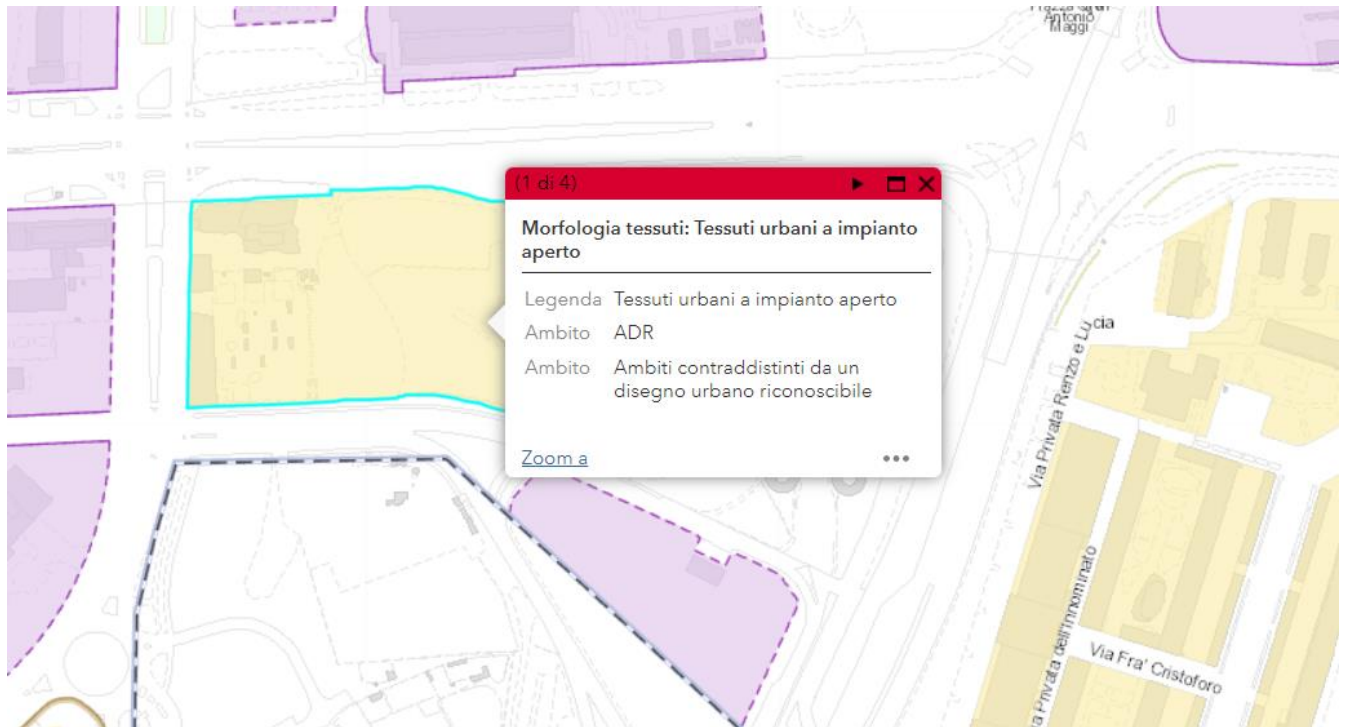 Antonio
Maggi
(1 di 4)
Morfologia tessuti: Tessuti urbani a impianto
aperto
Legenda Tessuti urbani a impianto aperto
Ambito ADR
Ambito Ambiti contraddistinti da un
disegno urbano riconoscibile
Zoom a
Via Privata Renzo e Lucia
Via Privata dell'Innominato
Via Fra' Cristoforo